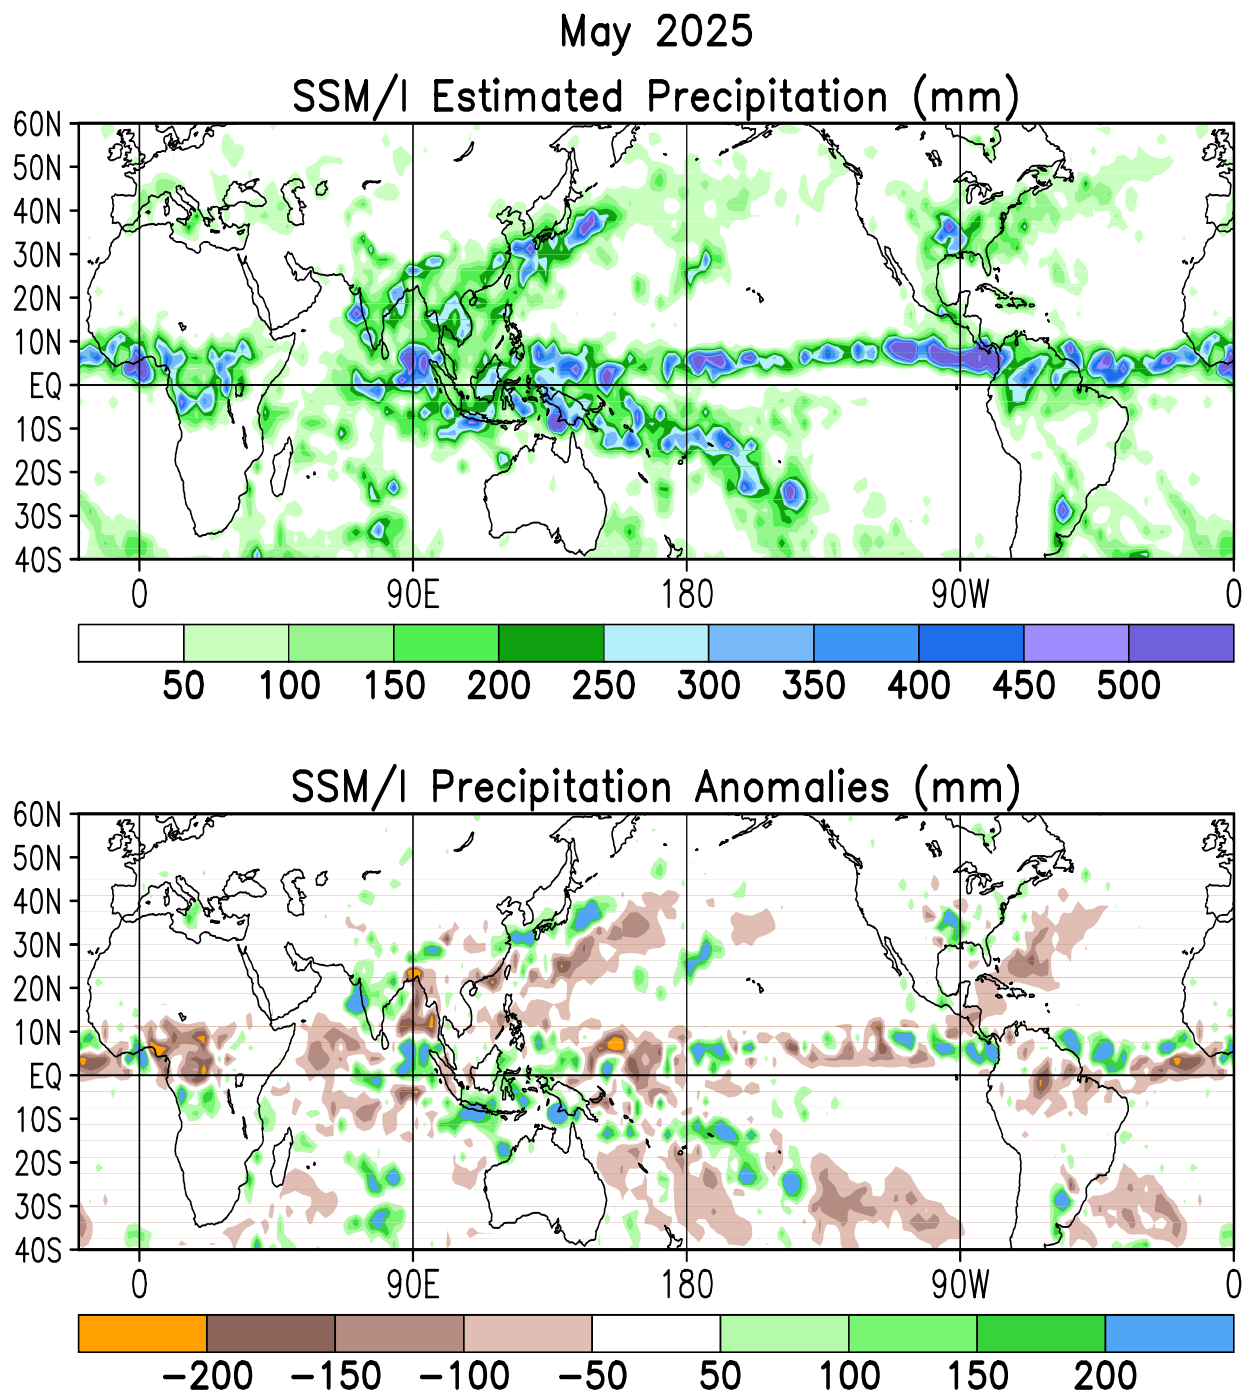 May 2025
SSM/I Estimated Precipitation (mm)
60N
50N
40N
30N
20N
10N
EQ
10S
20S
30S
40S
0 90E 180 90W 0
50 100 150 200 250 300 350 400 450 500
SSM/I Precipitation Anomalies (mm)
60N
50N
40N
30N
20N
10N
EQ
10S
20S
30S
40S
0 90E 180 90W 0
-200 -150 -100 -50 50 100 150 200